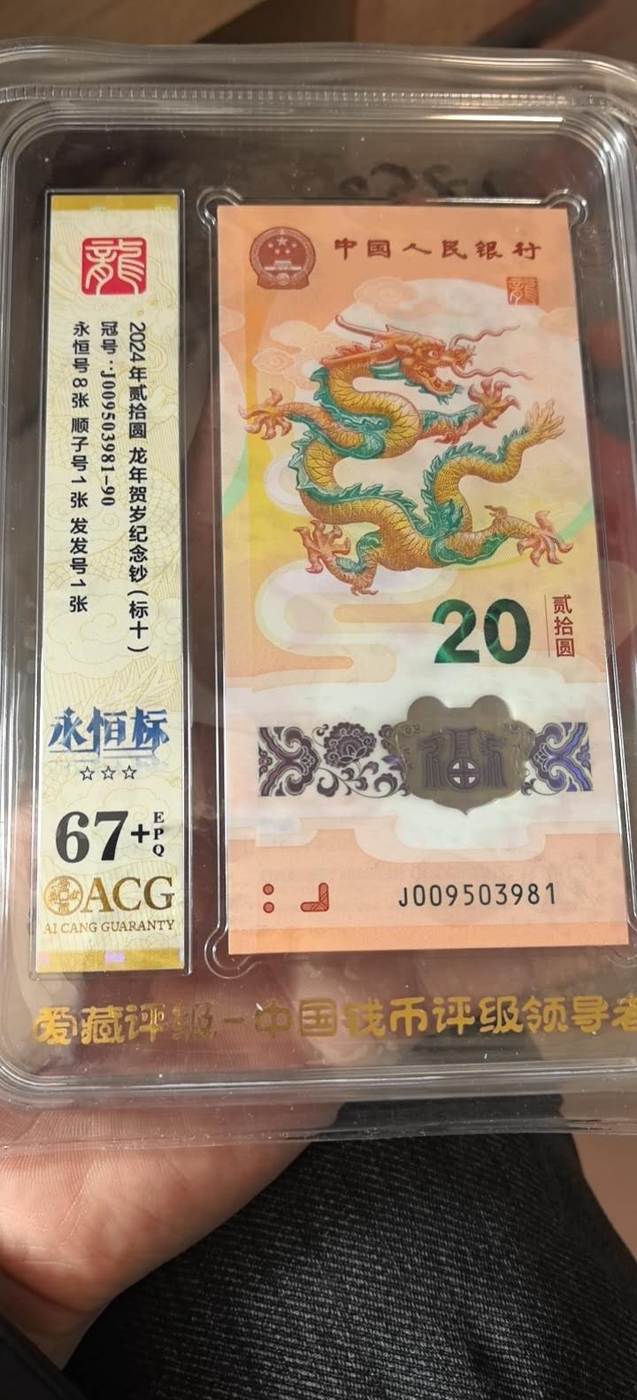 龍
2024年贰拾圆 龙年贺岁纪念钞(标十)
冠号:J009503981-90
永恒号8张 顺子号1张 发发号1张
永恒标
☆☆☆
67+EPQ
ACG
AI CANG GUARANTY
中国人民银行
龍
20
贰拾圆
J009503981
爱藏评级-中国钱币评级领导者